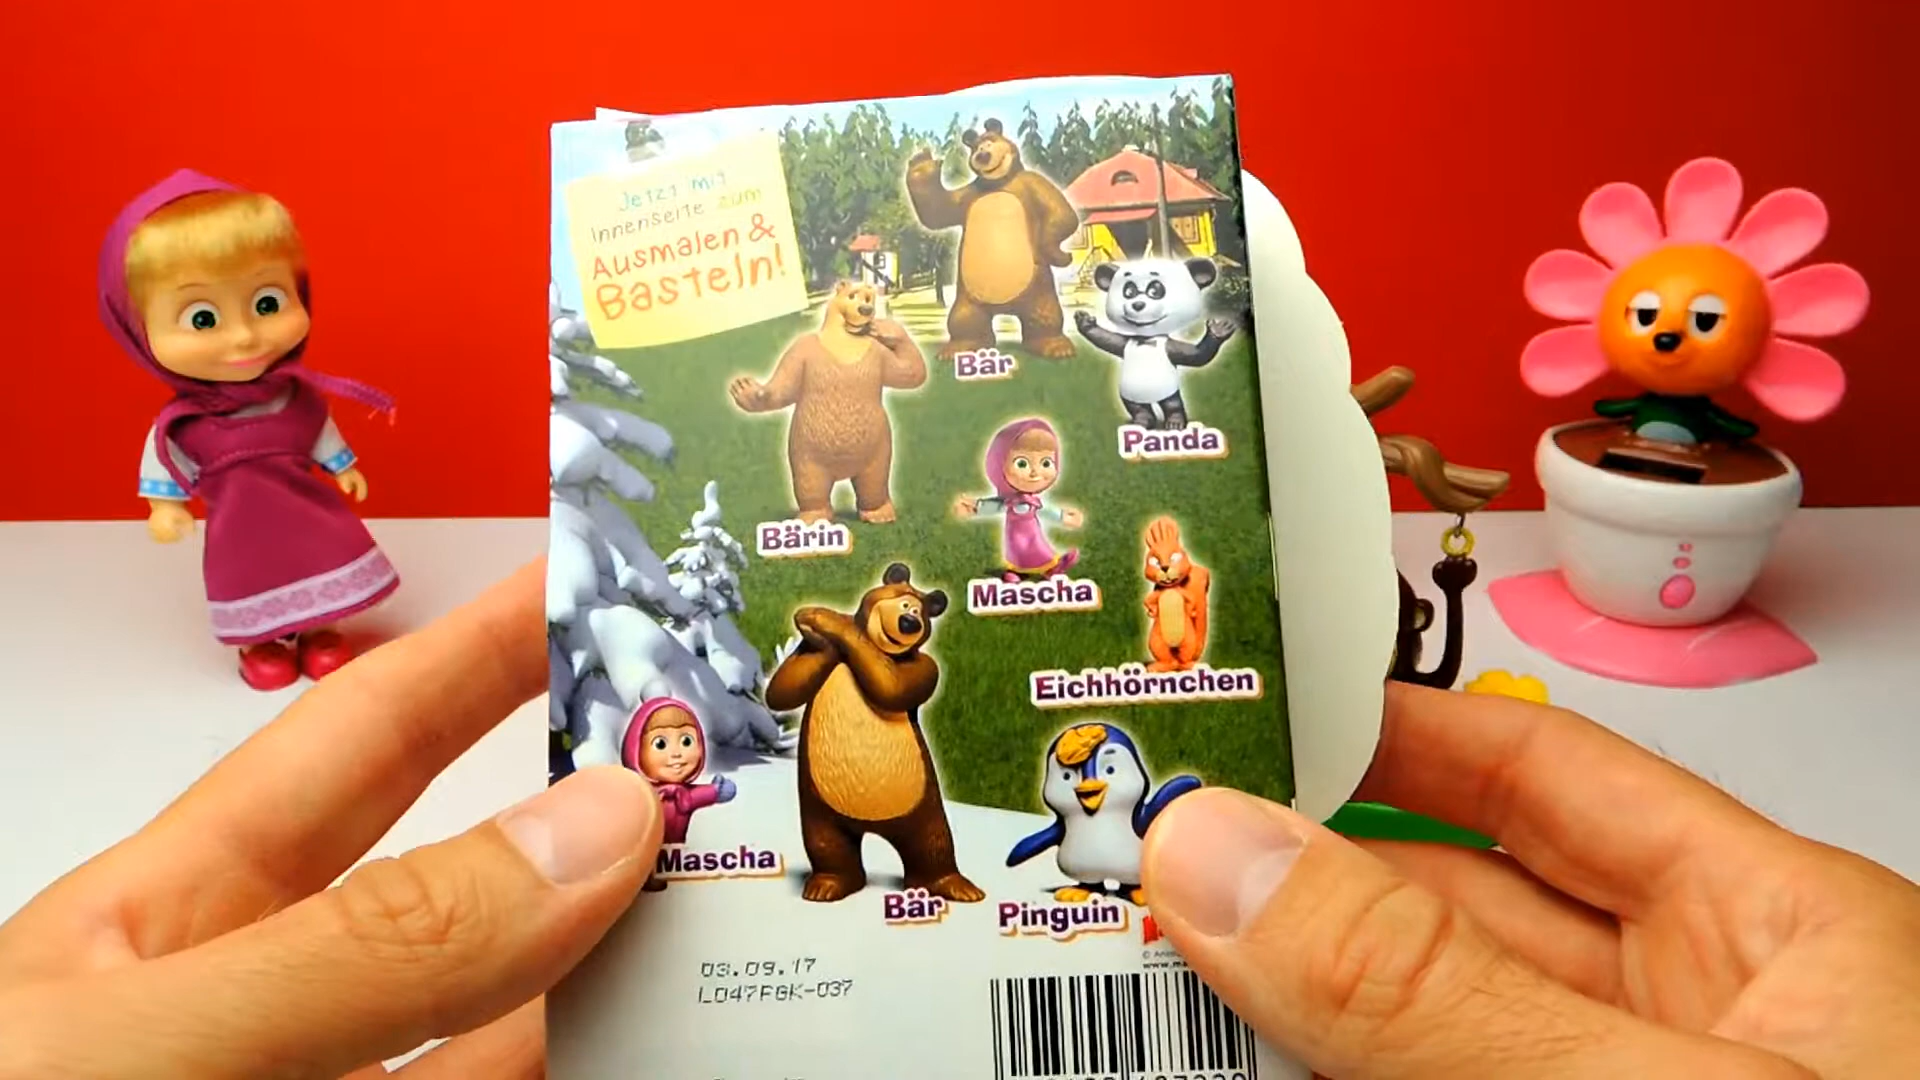 Jetzt mit
Innenseite zum
Ausmalen &
Basteln!
Bär
Panda
Bärin
Mascha
Eichhörnchen
Mascha
Bär
Pinguin
03.09.17
L047FGK-037
www.m